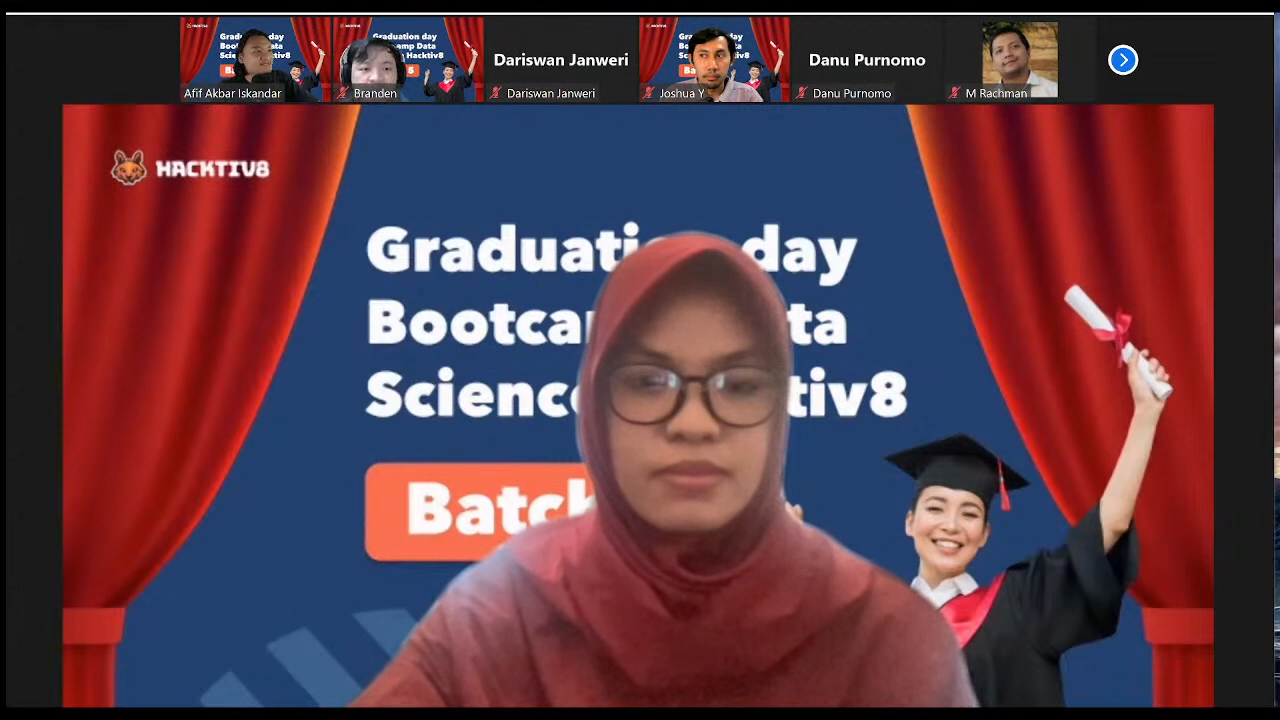 Dariswan Janweri
Danu Purnomo
Afif Akbar Iskandar
Branden
Dariswan Janweri
Joshua Y
Danu Purnomo
M Rachman
HACKTIV8
Graduati day
Bootca ta
Scienc tiv8
Batch